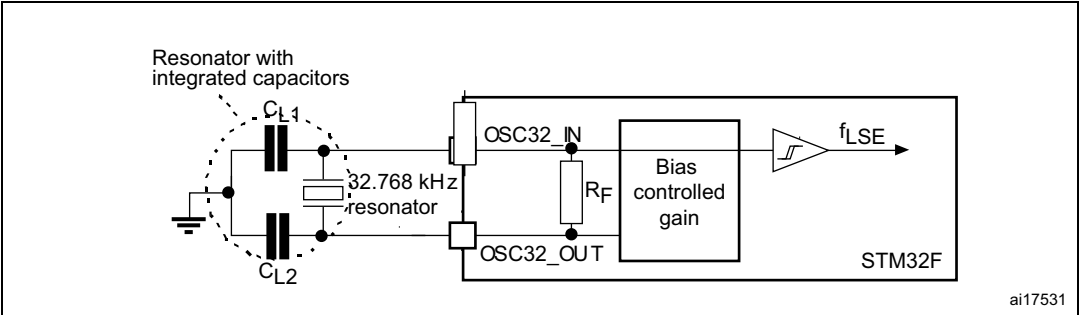 Resonator with
integrated capacitors
CL1
OSC32_IN
fLSE
32.768 kHz
resonator
RF
Bias
controlled
gain
OSC32_OUT
CL2
STM32F
ai17531